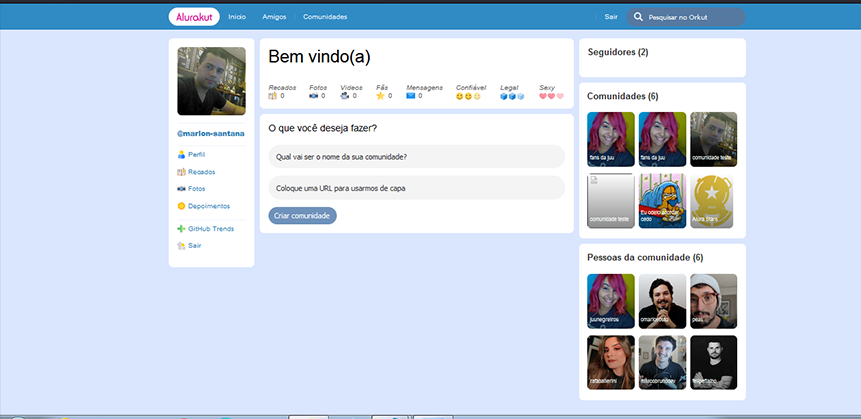 Alurakut
Inicio
Amigos
Comunidades
Sair
Pesquisar no Orkut
@marlon-santana
Perfil
Recados
Fotos
Depoimentos
GitHub Trends
Sair
Bem vindo(a)
Recados Fotos Videos Fãs Mensagens Confiável Legal Sexy
0 0 0 0 0
O que você deseja fazer?
Qual vai ser o nome da sua comunidade?
Coloque uma URL para usarmos de capa
Criar comunidade
Seguidores (2)
Comunidades (6)
fans da juu
fans da juu
comunidade teste
comunidade teste
Eu odeio acordar
cedo
Alura Stars
Pessoas da comunidade (6)
juunegreiros
omariosouto
peas
rafaballerini
marcobrunodev
felipefialho